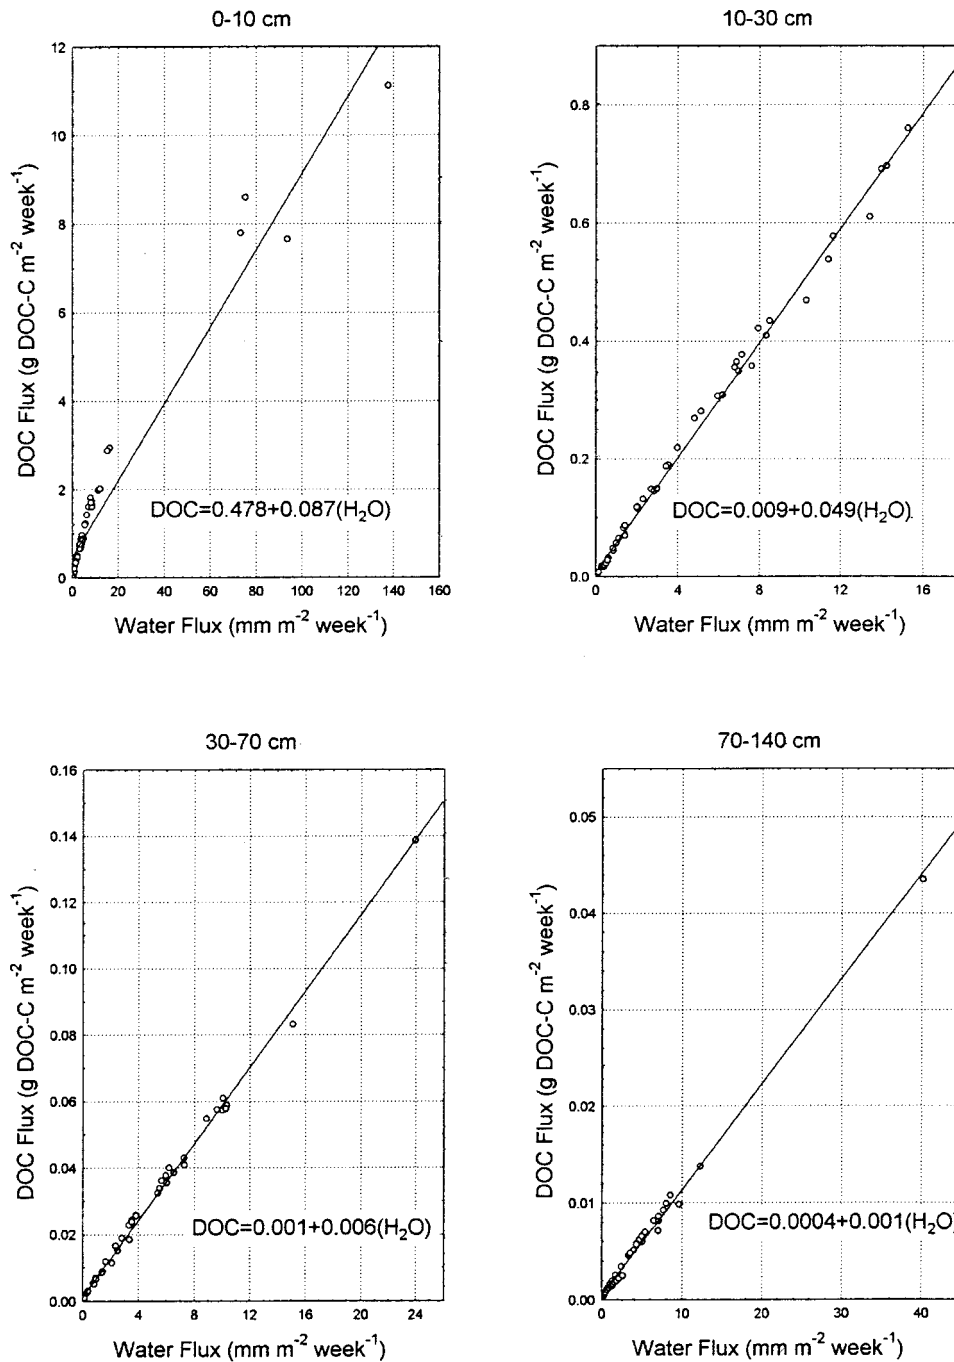 0-10 cm
12
10
8
6
4
2
0
DOC Flux (g DOC-C m⁻² week⁻¹)
DOC=0.478+0.087(H₂O)
0 20 40 60 80 100 120 140 160
Water Flux (mm m⁻² week⁻¹)
10-30 cm
0.8
0.6
0.4
0.2
0.0
DOC Flux (g DOC-C m⁻² week⁻¹)
DOC=0.009+0.049(H₂O)
0 4 8 12 16
Water Flux (mm m⁻² week⁻¹)
30-70 cm
0.16
0.14
0.12
0.10
0.08
0.06
0.04
0.02
0.00
DOC Flux (g DOC-C m⁻² week⁻¹)
DOC=0.001+0.006(H₂O)
0 4 8 12 16 20 24
Water Flux (mm m⁻² week⁻¹)
70-140 cm
0.05
0.04
0.03
0.02
0.01
0.00
DOC Flux (g DOC-C m⁻² week⁻¹)
DOC=0.0004+0.001(H₂O)
0 10 20 30 40
Water Flux (mm m⁻² week⁻¹)